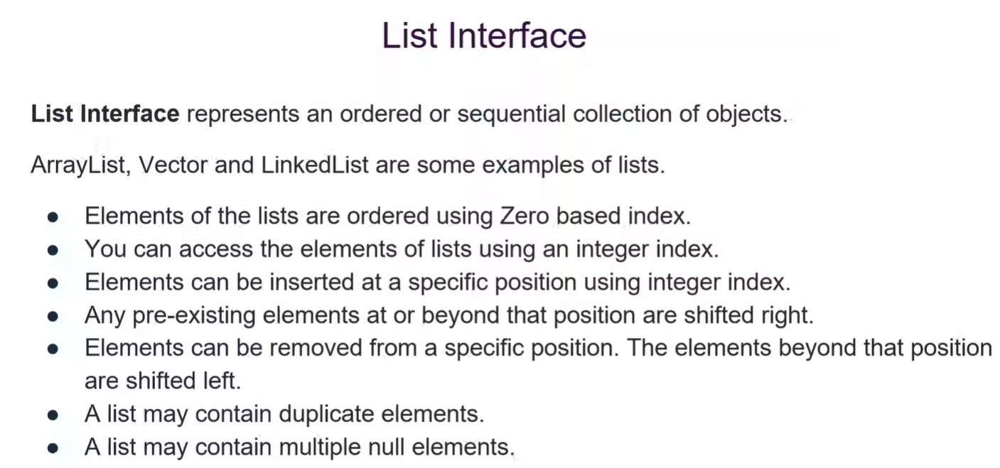 List Interface
List Interface represents an ordered or sequential collection of objects.
ArrayList, Vector and LinkedList are some examples of lists.
● Elements of the lists are ordered using Zero based index.
● You can access the elements of lists using an integer index.
● Elements can be inserted at a specific position using integer index.
● Any pre-existing elements at or beyond that position are shifted right.
● Elements can be removed from a specific position. The elements beyond that position
are shifted left.
● A list may contain duplicate elements.
● A list may contain multiple null elements.